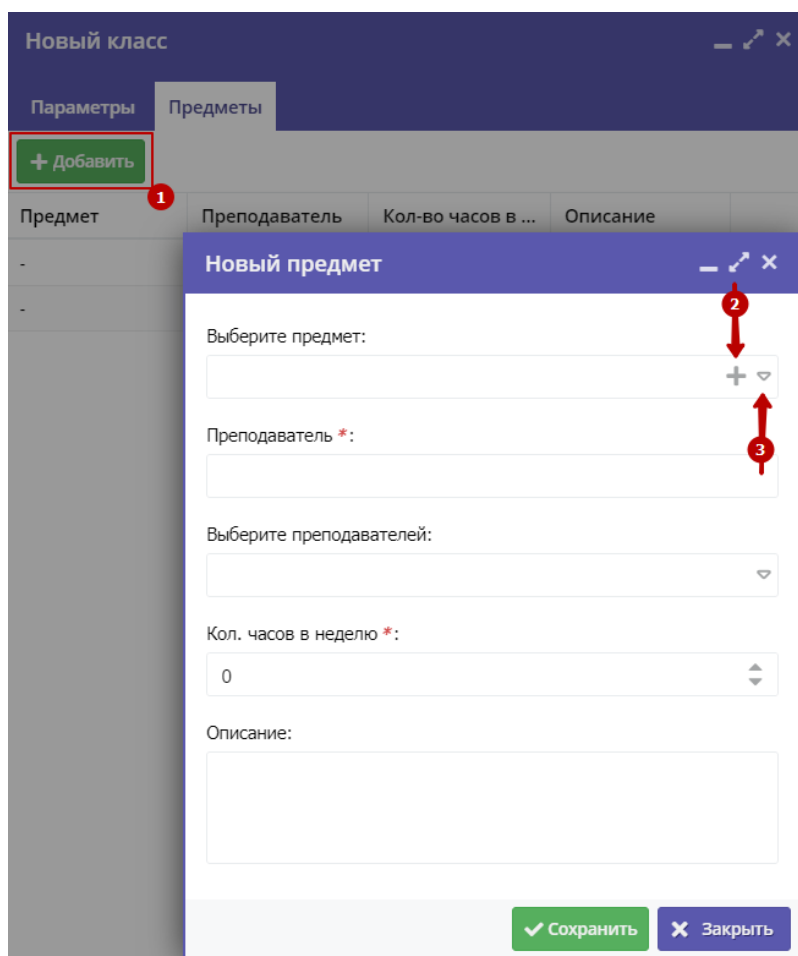 Новый класс
Параметры Предметы
+ Добавить
1
Предмет Преподаватель Кол-во часов в ... Описание
-
Новый предмет
-
2
Выберите предмет:
3
Преподаватель *:
Выберите преподавателей:
Кол. часов в неделю *:
0
Описание:
Сохранить Закрыть